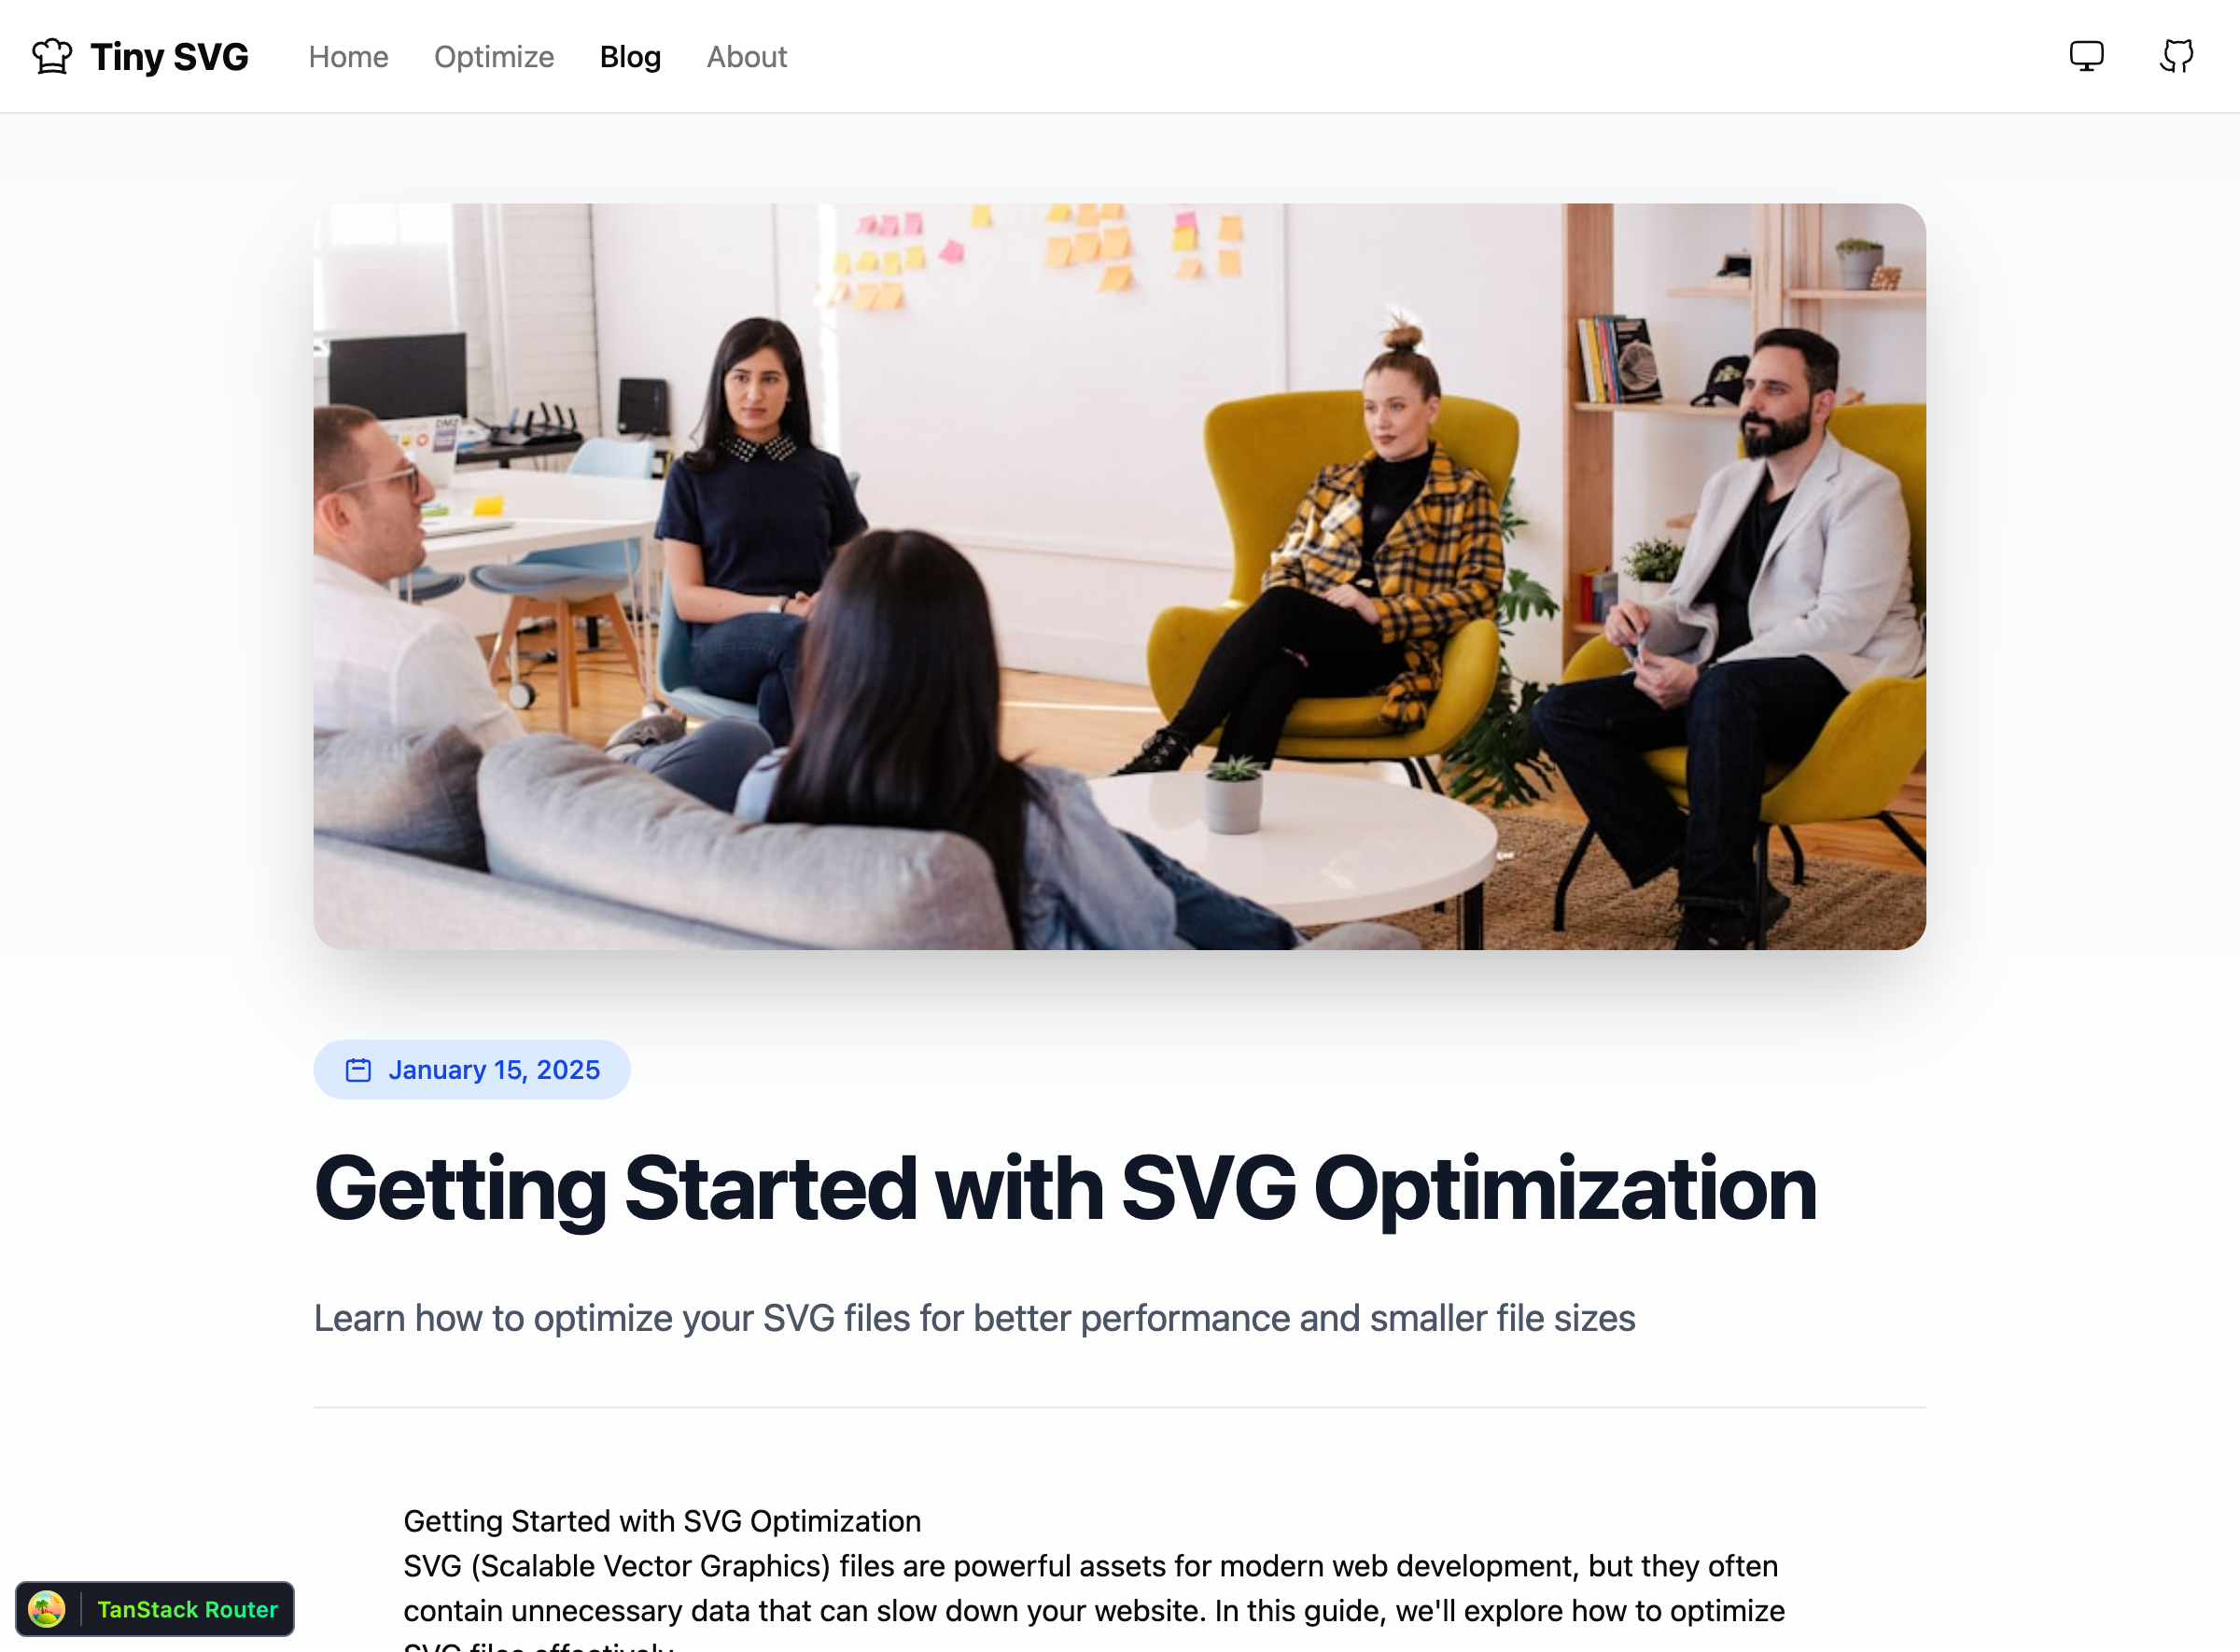 Tiny SVG
Home
Optimize
Blog
About
January 15, 2025
Getting Started with SVG Optimization
Learn how to optimize your SVG files for better performance and smaller file sizes
Getting Started with SVG Optimization
SVG (Scalable Vector Graphics) files are powerful assets for modern web development, but they often
contain unnecessary data that can slow down your website. In this guide, we'll explore how to optimize
SVG files effectively.
TanStack Router